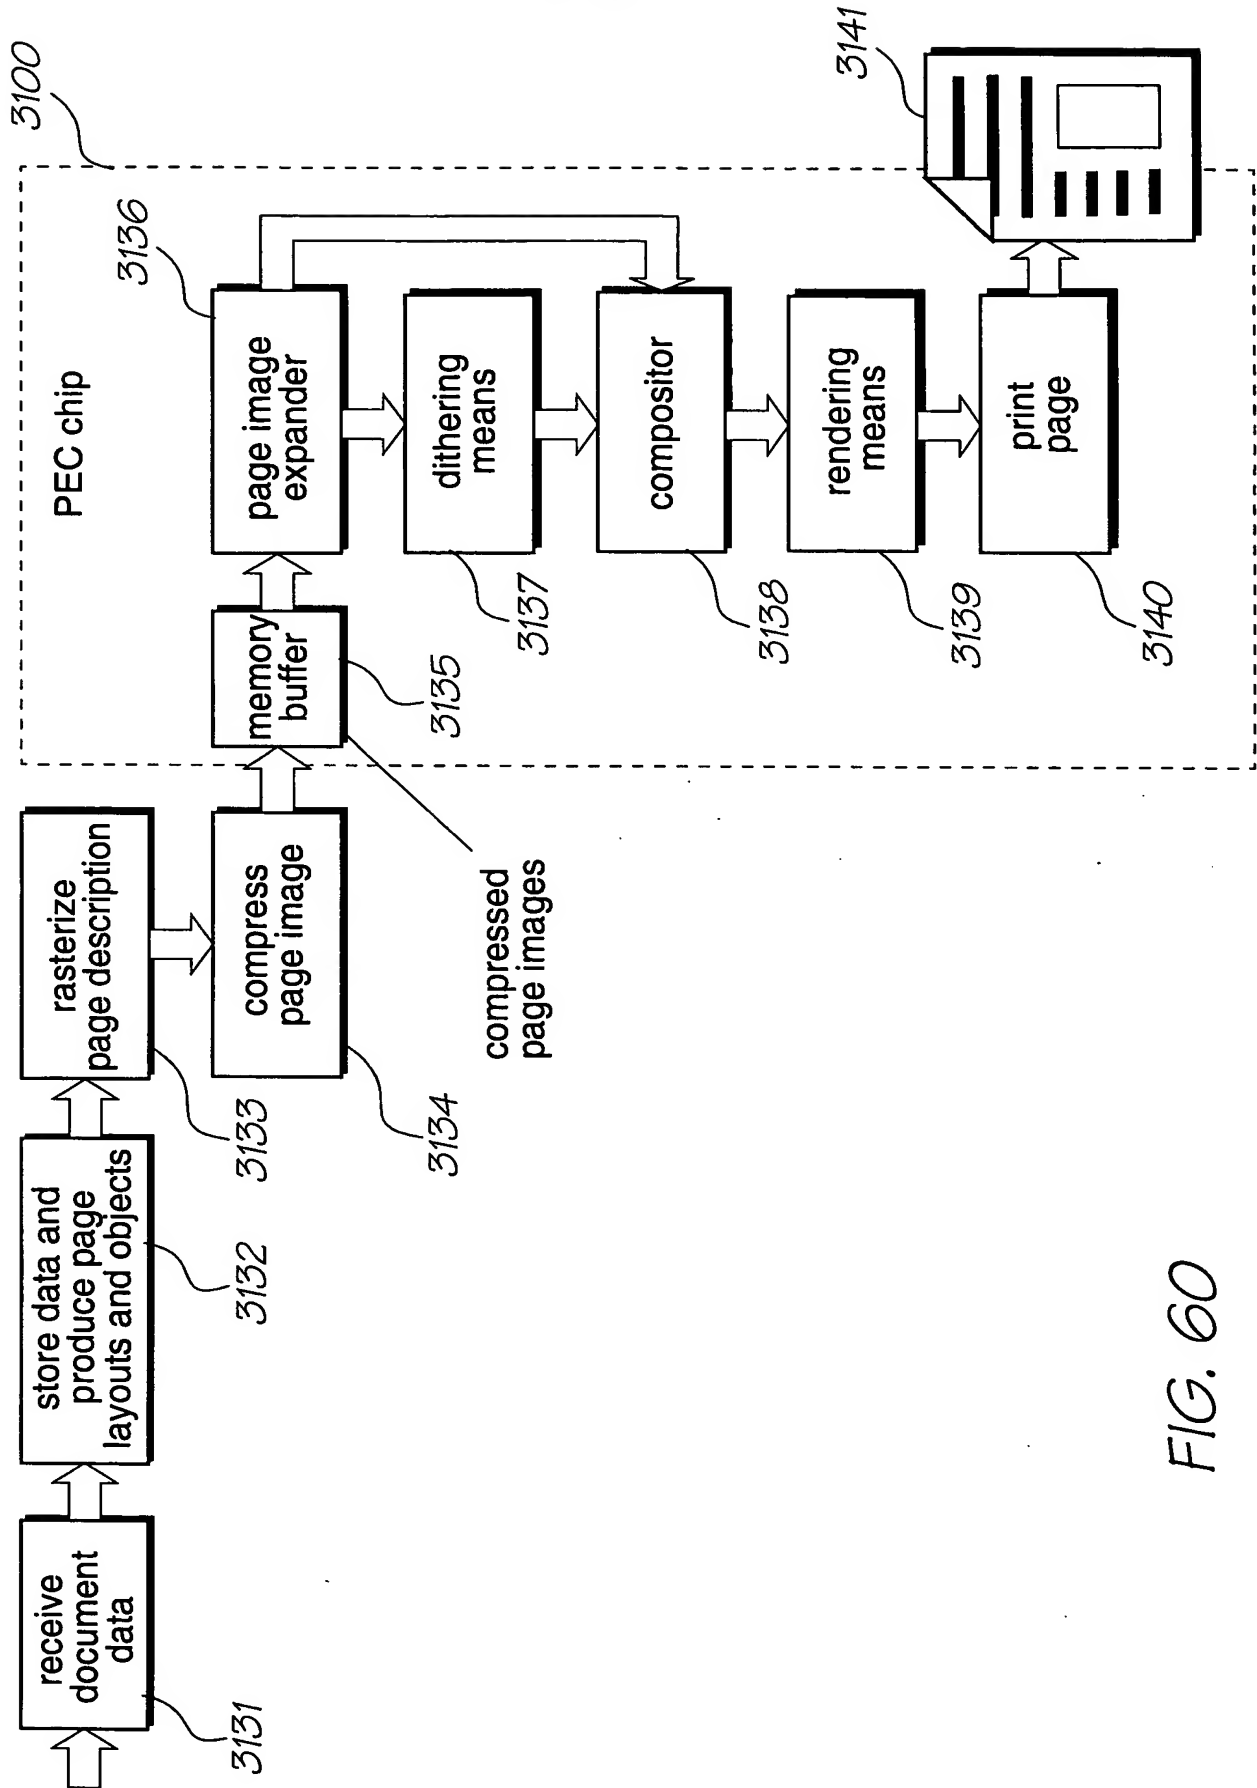 receive
document
data
3131
store data and
produce page
layouts and objects
3132
rasterize
page description
3133
compress
page image
3134
compressed
page images
PEC chip
3100
memory
buffer
3135
page image
expander
3136
dithering
means
3137
compositor
3138
rendering
means
3139
print
page
3140
3141
FIG. 60